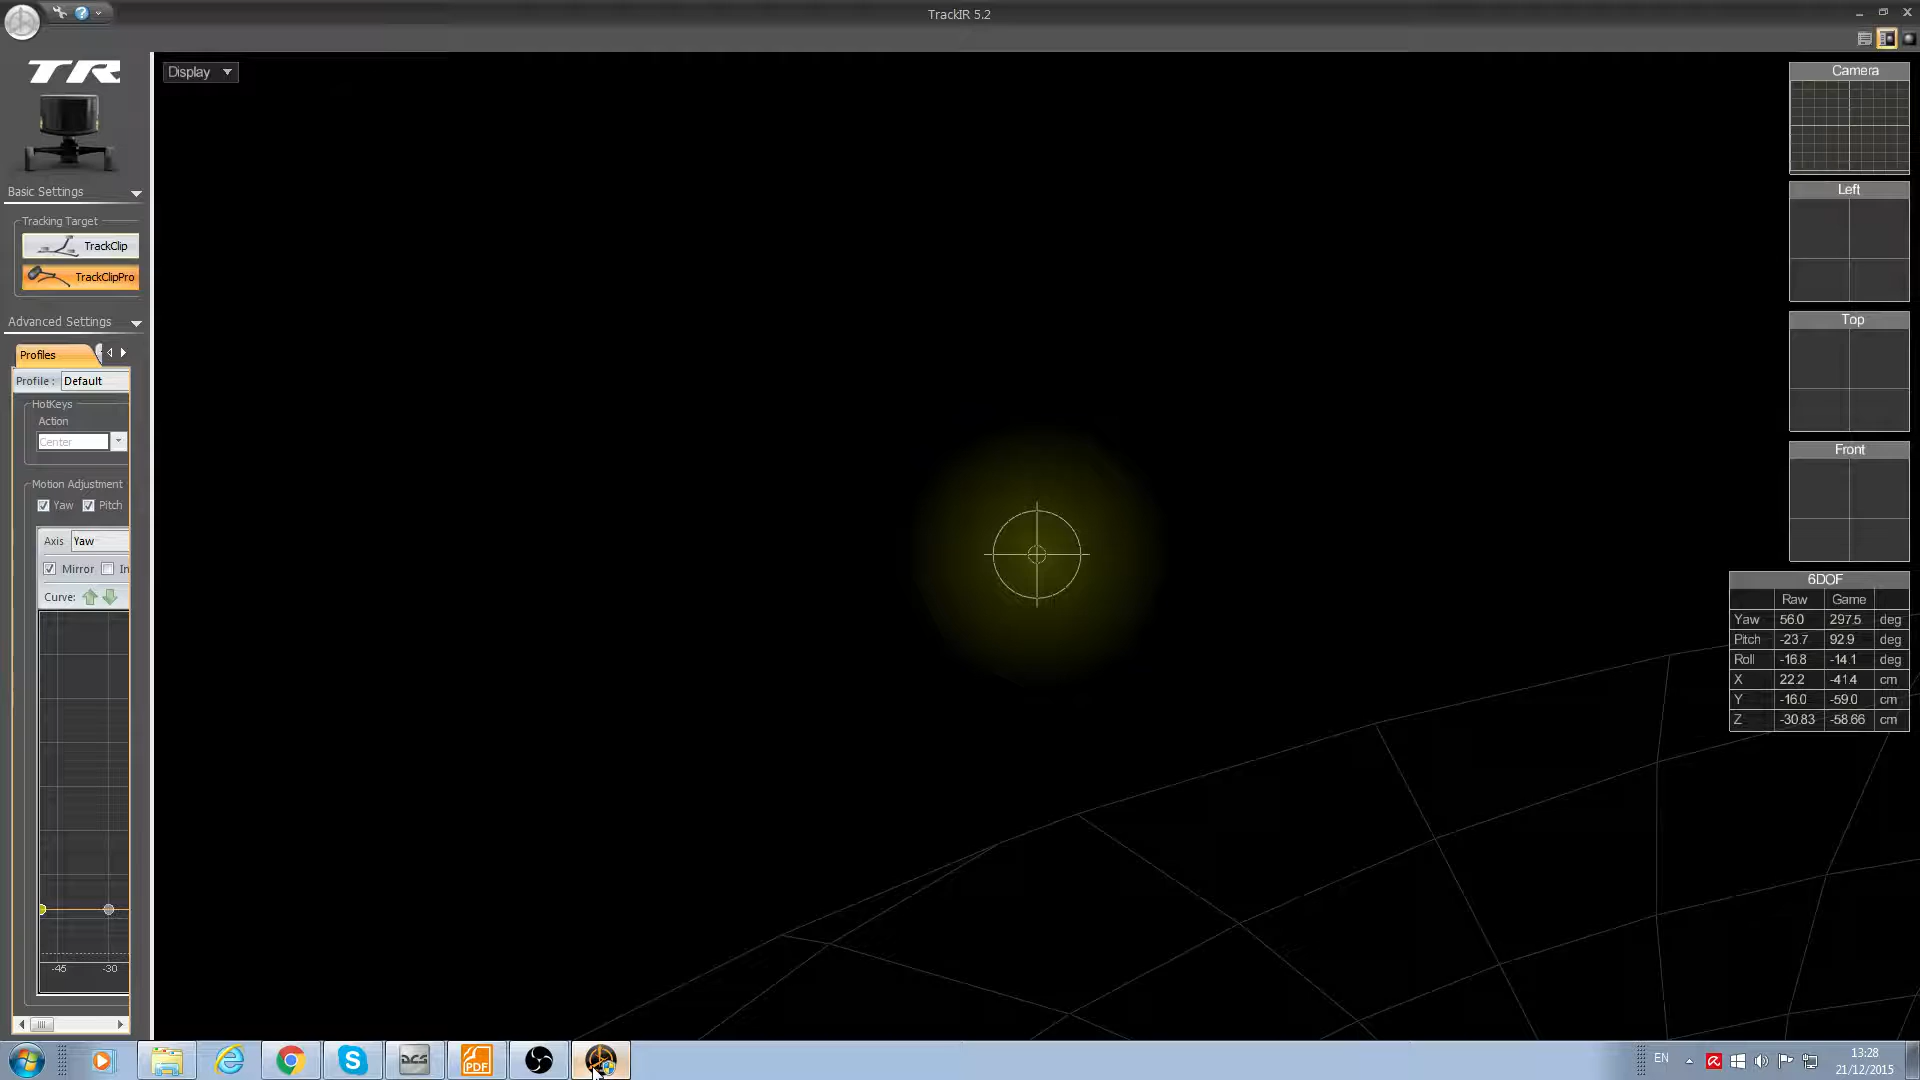 TrackIR 5.2
Display
TR
Basic Settings
Tracking Target
TrackClip
TrackClipPro
Advanced Settings
Profiles
Profile : Default
HotKeys
Action
Center
Motion Adjustment
Yaw Pitch
Axis Yaw
Mirror In
Curve:
-45 -30
Camera
Left
Top
Front
6DOF
Raw Game
Yaw 56.0 297.5 deg
Pitch -23.7 92.9 deg
Roll -16.8 -14.1 deg
X 22.2 -41.4 cm
Y -16.0 -59.0 cm
Z -30.83 -58.66 cm
DCS
PDF
EN
13:28
21/12/2015